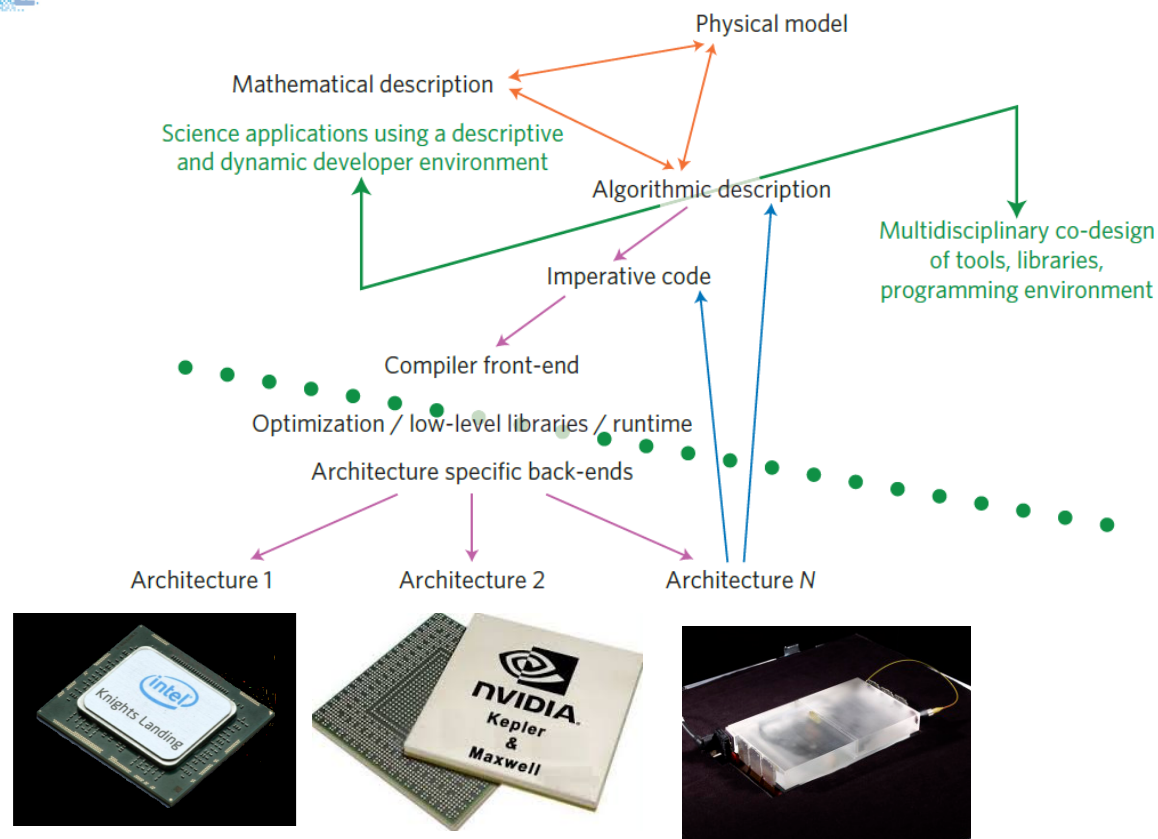 Physical model
Mathematical description
Science applications using a descriptive
and dynamic developer environment
Algorithmic description
Multidisciplinary co-design
of tools, libraries,
programming environment
Imperative code
Compiler front-end
Optimization / low-level libraries / runtime
Architecture specific back-ends
Architecture 1
Architecture 2
Architecture N
intel
Knights Landing
NVIDIA.
Kepler
&
Maxwell